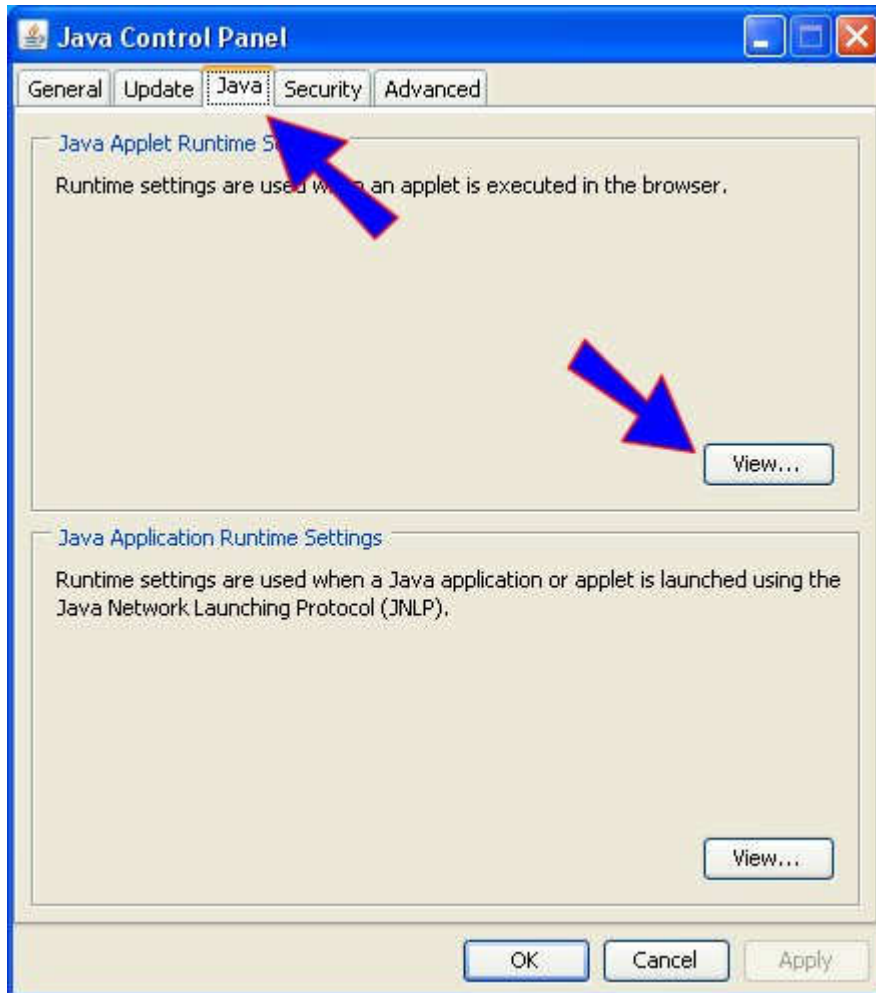 Java Control Panel
General Update Java Security Advanced
Java Applet Runtime S
Runtime settings are used when an applet is executed in the browser.
View...
Java Application Runtime Settings
Runtime settings are used when a Java application or applet is launched using the
Java Network Launching Protocol (JNLP).
View...
OK Cancel Apply